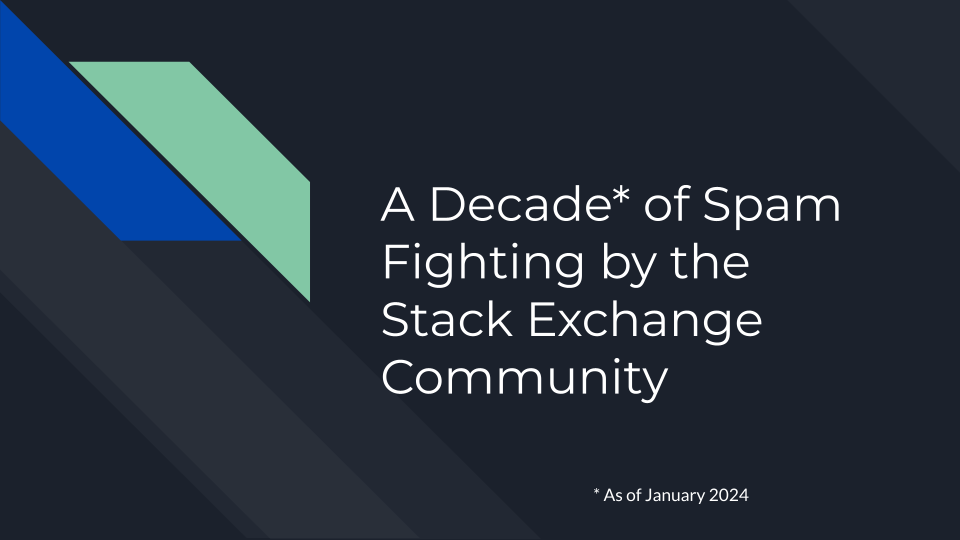 A Decade* of Spam
Fighting by the
Stack Exchange
Community
* As of January 2024